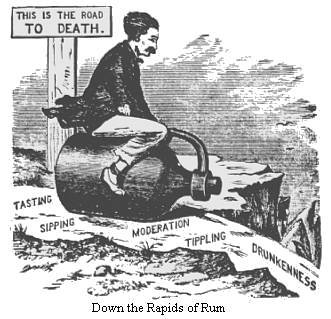 THIS IS THE ROAD
TO DEATH.
TASTING
SIPPING
MODERATION
TIPPLING
DRUNKENNESS
Down the Rapids of Rum